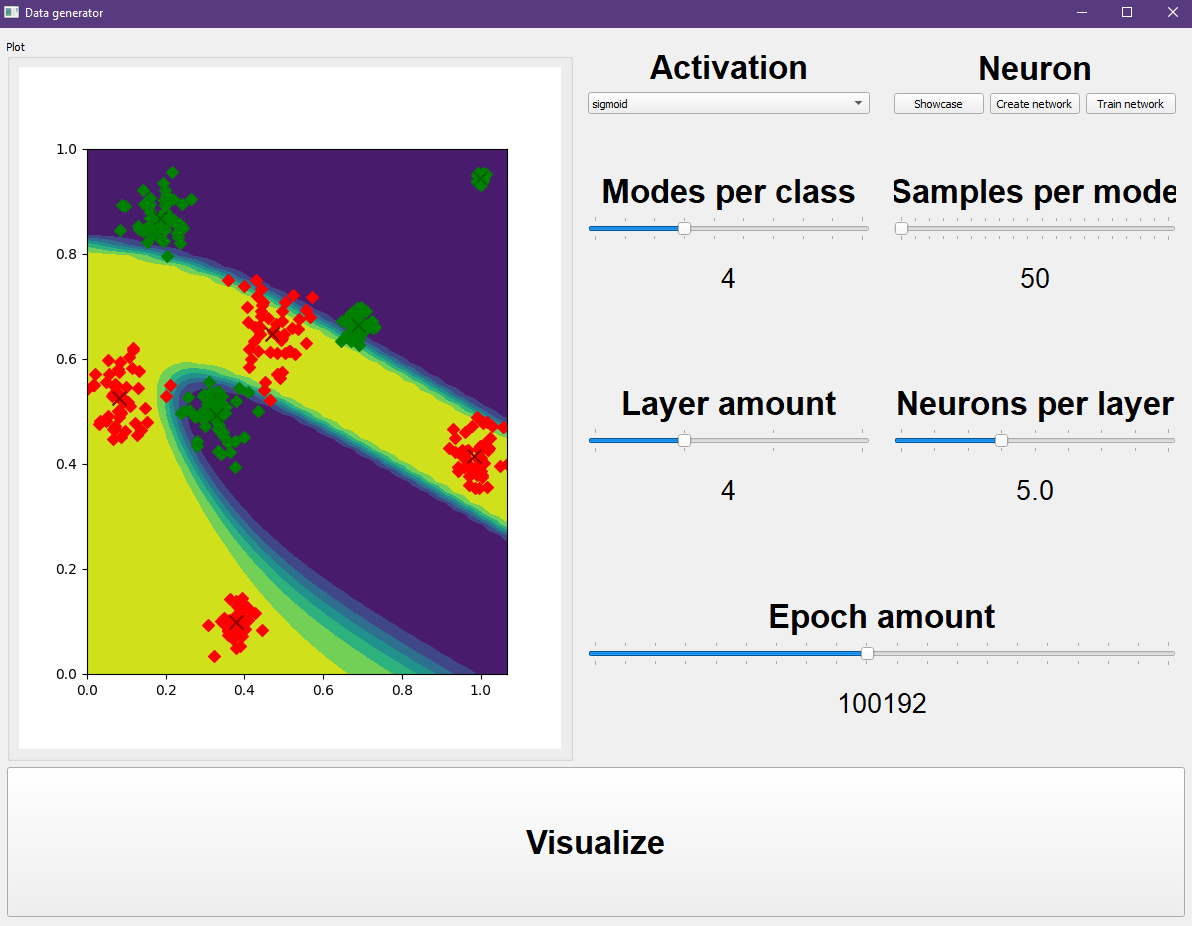 Data generator
Plot
Activation
Neuron
sigmoid
Showcase
Create network
Train network
Modes per class
Samples per mode
4
50
Layer amount
Neurons per layer
4
5.0
Epoch amount
100192
1.0
0.8
0.6
0.4
0.2
0.0
0.0 0.2 0.4 0.6 0.8 1.0
Visualize